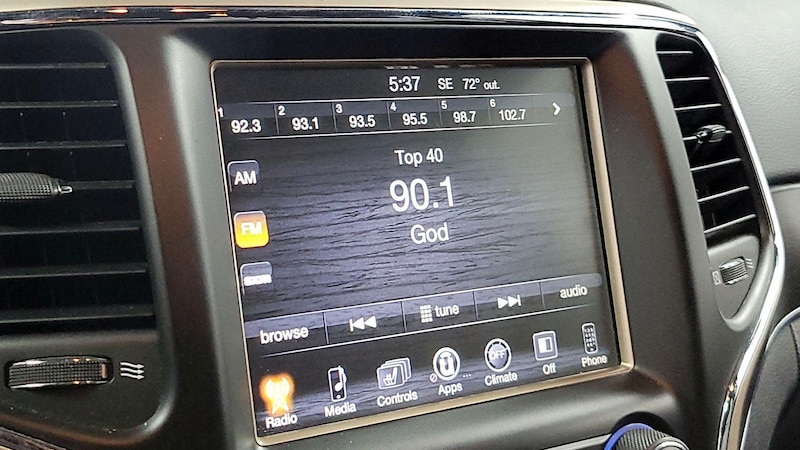 5:37 SE 72° out.
1 92.3 2 93.1 3 93.5 4 95.5 5 98.7 6 102.7
Top 40
AM
90.1
FM
God
browse tune audio
Radio Media Controls Apps... OFF Climate Off Phone